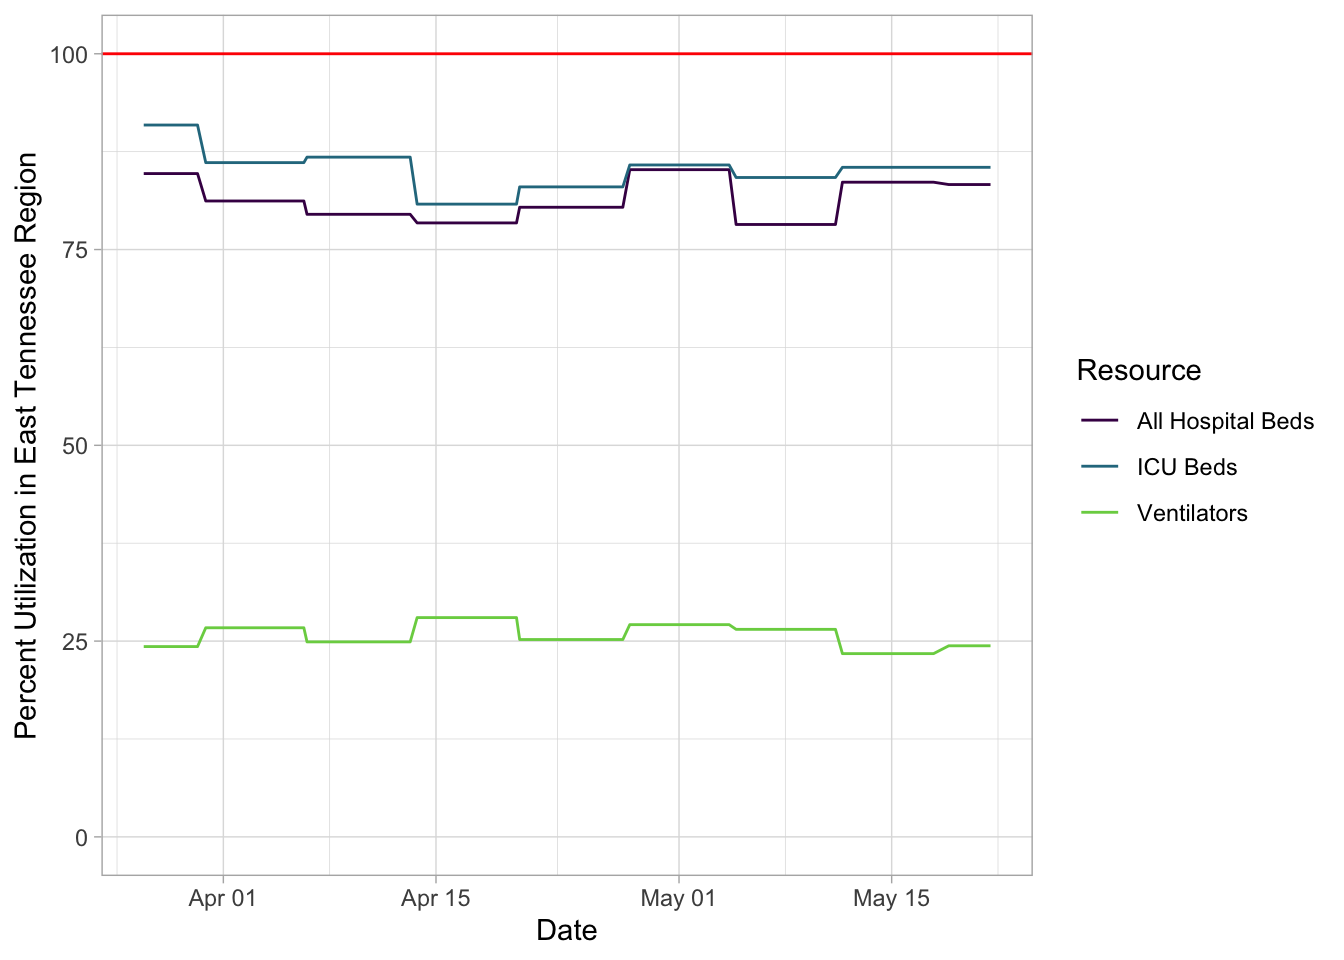 Percent Utilization in East Tennessee Region
100
75
50
25
0
Apr 01
Apr 15
May 01
May 15
Date
Resource
All Hospital Beds
ICU Beds
Ventilators